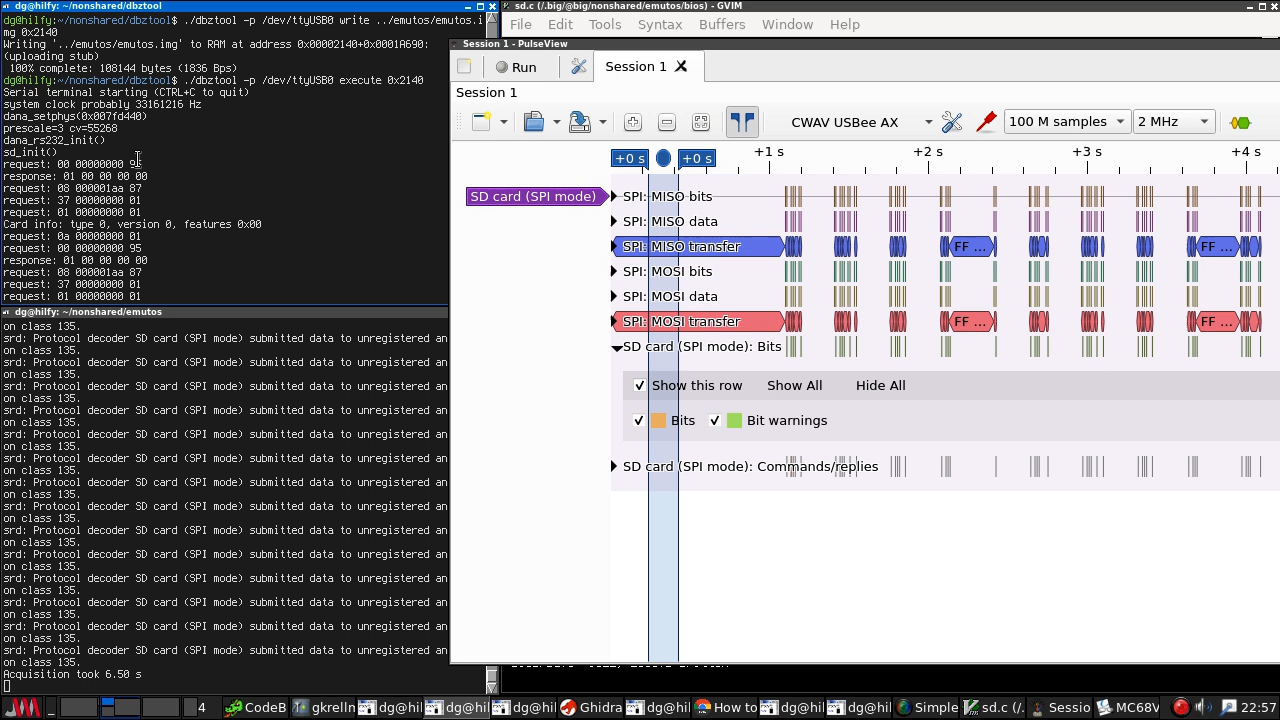 dg@hilfy: ~/nonshared/dbztool
dg@hilfy:~/nonshared/dbztool$ ./dbztool -p /dev/ttyUSB0 write ../emutos/emutos.i
mg 0x2140
Writing '../emutos/emutos.img' to RAM at address 0x00002140+0x0001A690:
(uploading stub)
100% complete: 108144 bytes (1836 Bps)
dg@hilfy:~/nonshared/dbztool$ ./dbztool -p /dev/ttyUSB0 execute 0x2140
Serial terminal starting (CTRL+C to quit)
system clock probably 33161216 Hz
dana_setphys(0x007fd440)
prescale=3 cv=55268
dana_rs232_init()
sd_init()
request: 00 00000000 95
response: 01 00 00 00 00
request: 08 000001aa 87
request: 37 00000000 01
request: 01 00000000 01
Card info: type 0, version 0, features 0x00
request: 0a 00000000 01
request: 00 00000000 95
response: 01 00 00 00 00
request: 08 000001aa 87
request: 37 00000000 01
request: 01 00000000 01
dg@hilfy: ~/nonshared/emutos
on class 135.
srd: Protocol decoder SD card (SPI mode) submitted data to unregistered an
on class 135.
srd: Protocol decoder SD card (SPI mode) submitted data to unregistered an
on class 135.
srd: Protocol decoder SD card (SPI mode) submitted data to unregistered an
on class 135.
srd: Protocol decoder SD card (SPI mode) submitted data to unregistered an
on class 135.
srd: Protocol decoder SD card (SPI mode) submitted data to unregistered an
on class 135.
srd: Protocol decoder SD card (SPI mode) submitted data to unregistered an
on class 135.
srd: Protocol decoder SD card (SPI mode) submitted data to unregistered an
on class 135.
srd: Protocol decoder SD card (SPI mode) submitted data to unregistered an
on class 135.
srd: Protocol decoder SD card (SPI mode) submitted data to unregistered an
on class 135.
srd: Protocol decoder SD card (SPI mode) submitted data to unregistered an
on class 135.
srd: Protocol decoder SD card (SPI mode) submitted data to unregistered an
on class 135.
srd: Protocol decoder SD card (SPI mode) submitted data to unregistered an
on class 135.
srd: Protocol decoder SD card (SPI mode) submitted data to unregistered an
on class 135.
srd: Protocol decoder SD card (SPI mode) submitted data to unregistered an
on class 135.
Acquisition took 6.50 s
sd.c (/.big/@big/nonshared/emutos/bios) - GVIM
File Edit Tools Syntax Buffers Window Help
Session 1 - PulseView
Run Session 1
Session 1
CWAV USBee AX 100 M samples 2 MHz
+0 s +0 s +1 s +2 s +3 s +4 s
SD card (SPI mode) SPI: MISO bits
SPI: MISO data
SPI: MISO transfer FF ... FF ...
SPI: MOSI bits
SPI: MOSI data
SPI: MOSI transfer FF ... FF ...
SD card (SPI mode): Bits
Show this row Show All Hide All
Bits Bit warnings
SD card (SPI mode): Commands/replies
4 CodeB gkrelln dg@hil dg@hil dg@hil Ghidra dg@hil How to dg@hil dg@hil Simple sd.c (/. Sessio MC68V 22:57